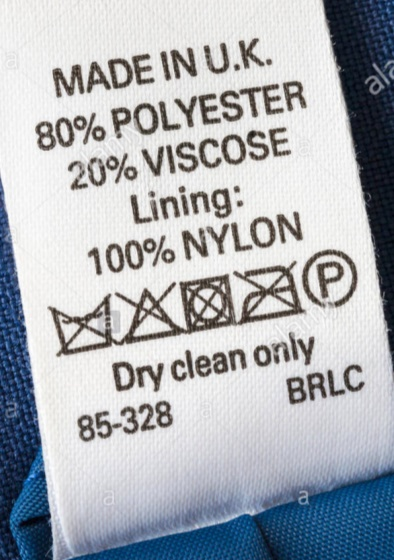 MADE IN U.K.
80% POLYESTER
20% VISCOSE
Lining:
100% NYLON
P
Dry clean only
85-328
BRLC